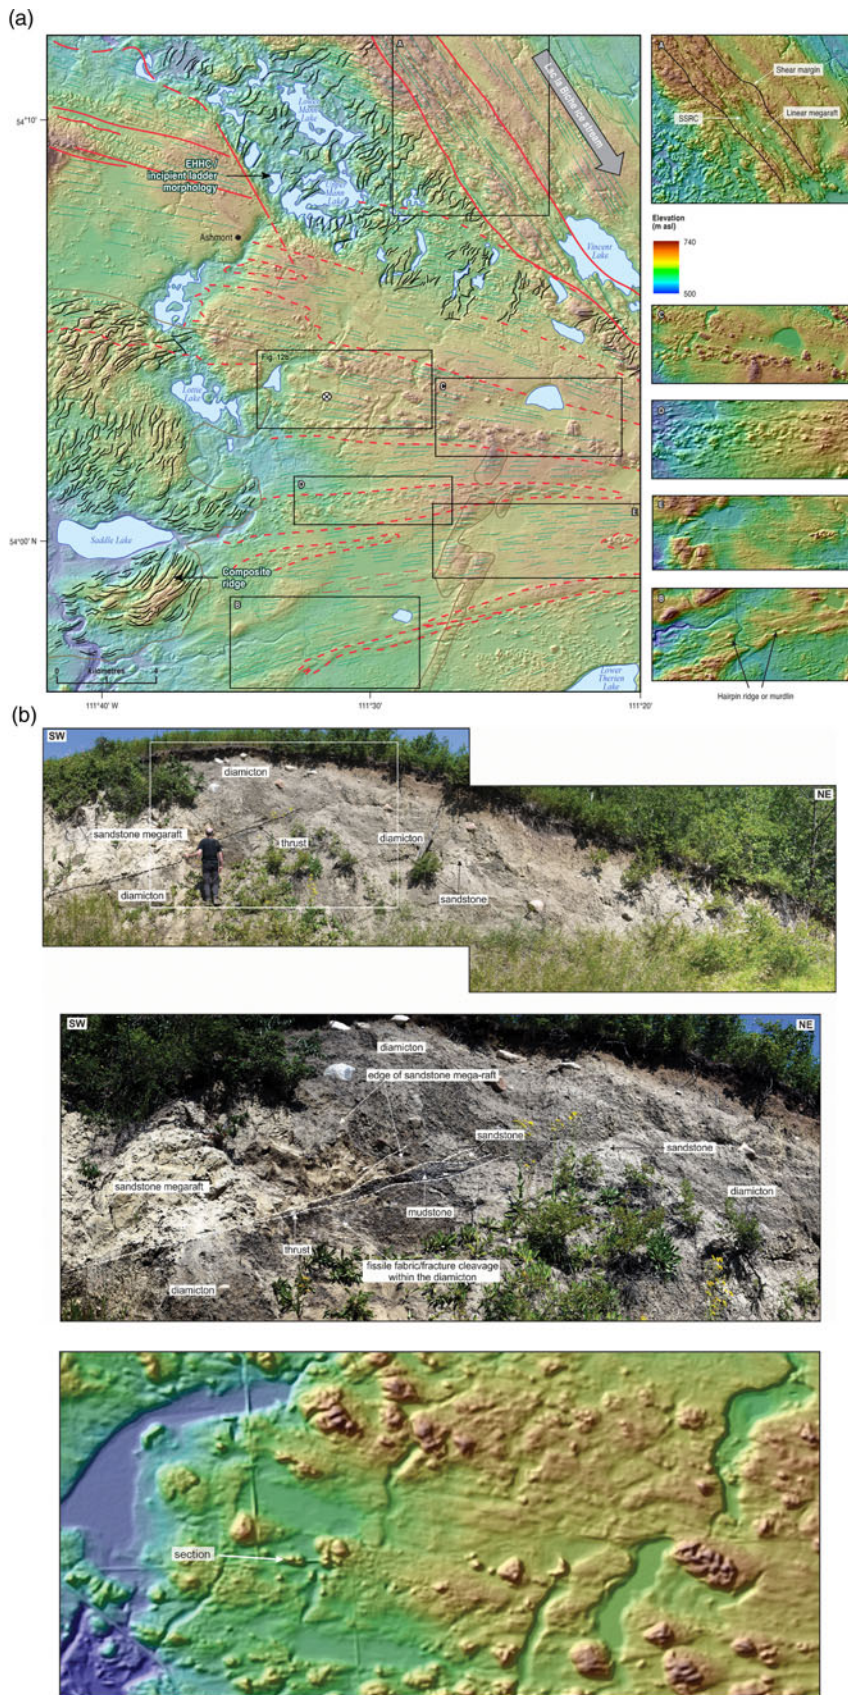 (a)
A
Lac la Biche ice stream
54°10'
Lower
Mann
Lake
EHHC /
incipient ladder
morphology
Upper
Mann
Lake
Ashmont
Vincent
Lake
Fig. 12b
Lottie
Lake
C
D
E
54°00' N
Saddle Lake
Composite
ridge
B
0 Kilometres 4
Lower
Therien
Lake
111°40' W
111°30'
111°20'
A
Shear margin
SSRC
Linear megaraft
Elevation
(m asl)
740
500
C
D
E
B
Hairpin ridge or murdlin
(b)
SW
diamicton
NE
sandstone megaraft
thrust
diamicton
diamicton
sandstone
SW
NE
diamicton
edge of sandstone mega-raft
sandstone
sandstone
sandstone megaraft
diamicton
mudstone
thrust
fissile fabric/fracture cleavage
within the diamicton
diamicton
section